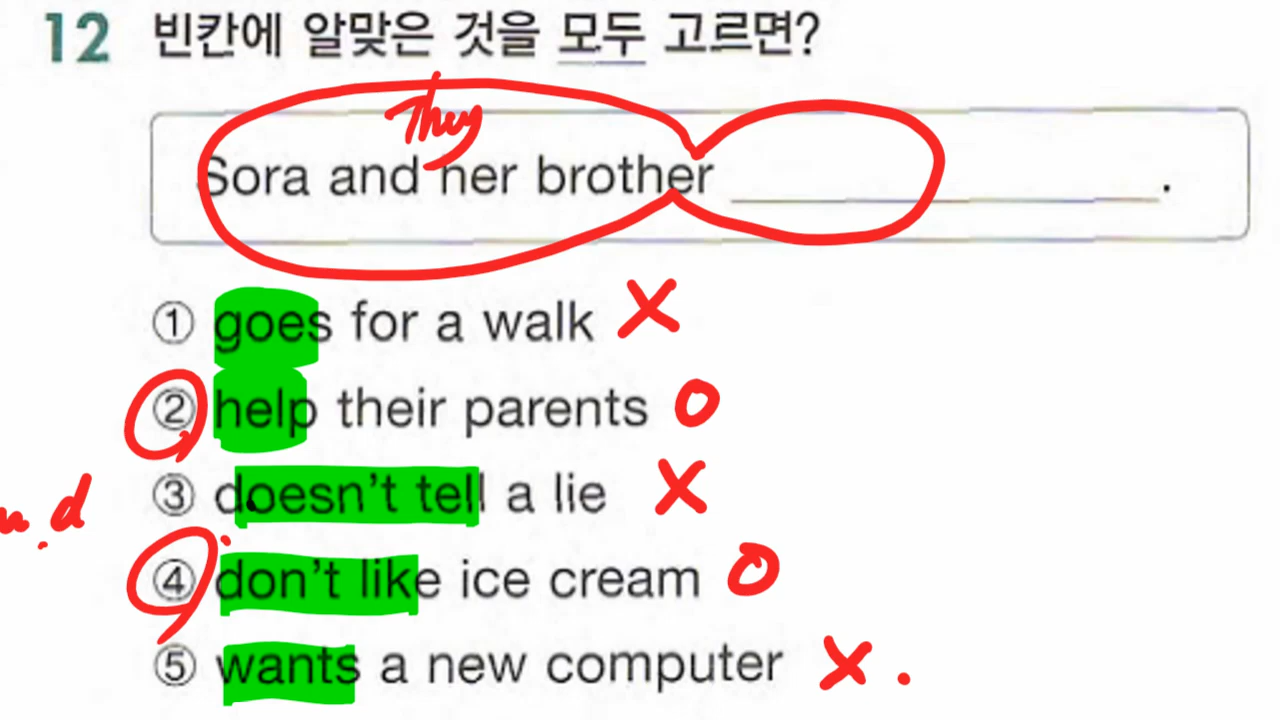 12 빈칸에 알맞은 것을 모두 고르면?
They
Sora and her brother ____________.
① goes for a walk X
② help their parents O
③ doesn't tell a lie X
④ don't like ice cream O
⑤ wants a new computer X.